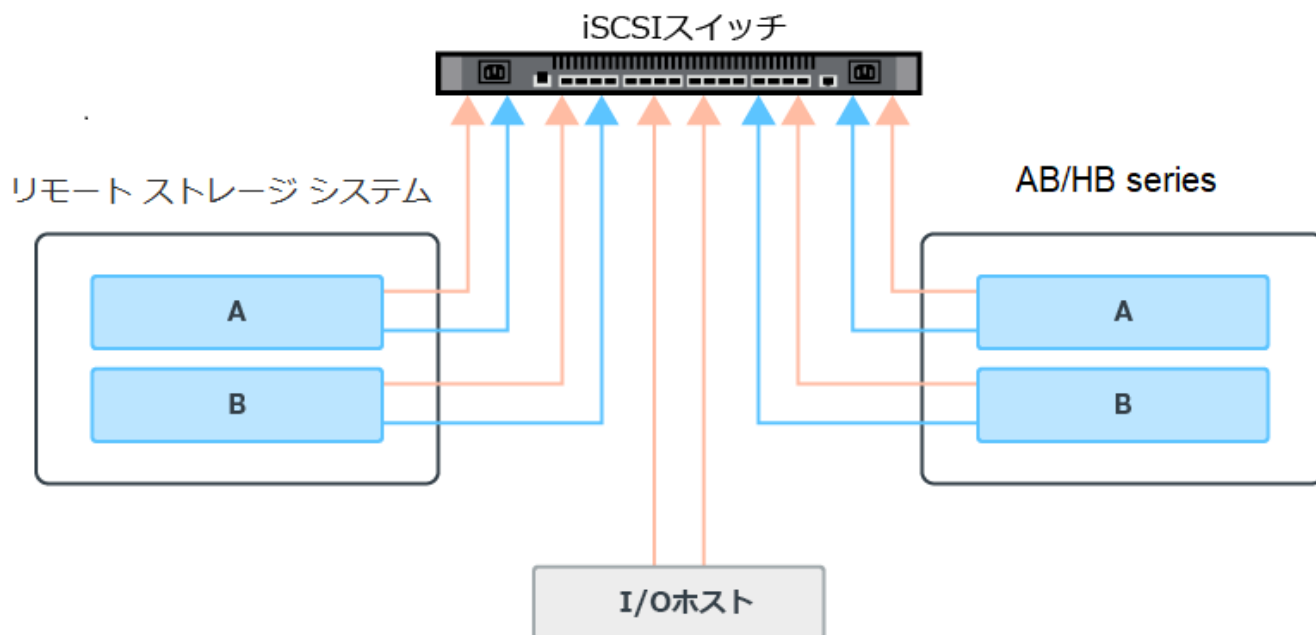 iSCSIスイッチ
リモート ストレージ システム
AB/HB series
A
B
A
B
I/Oホスト